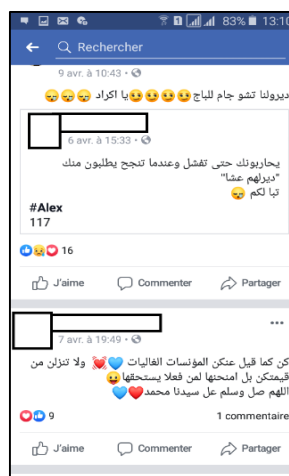 83% 13:10
Rechercher
9 avr. à 10:43
ديرولنا تشو جام للباج 😒😒😒😒 يا اكراد 😪😪😪
6 avr. à 15:33
يحاربونك حتى تفشل وعندما تنجح يطلبون منك
"ديرلهم عشا"
تبا لكم 😪
#Alex
117
16
J'aime Commenter Partager
7 avr. à 19:49
كن كما قيل عنكن المؤنسات الغاليات 💙💓 ولا تنزلن من
قيمتكن بل امنحنها لمن فعلا يستحقها😛
اللهم صل وسلم عل سيدنا محمد❤️💙
9 1 commentaire
J'aime Commenter Partager